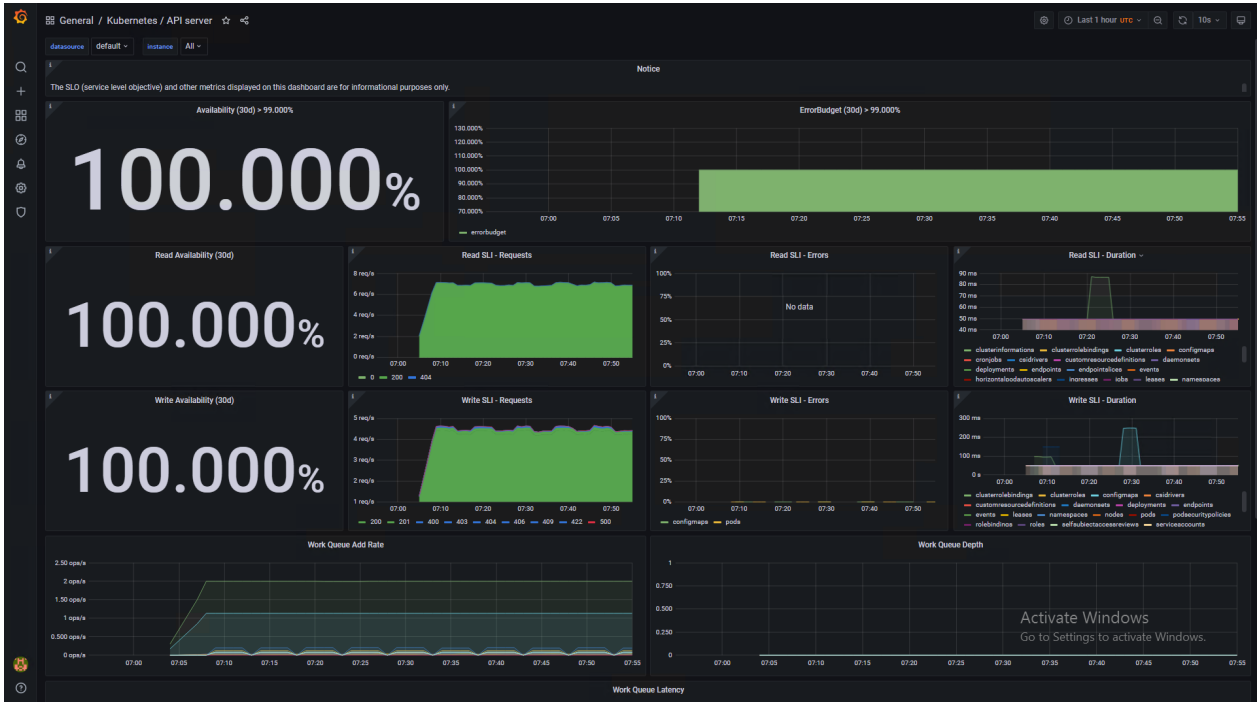 General / Kubernetes / API server
Last 1 hour UTC
10s
datasource default instance All
Notice
The SLO (service level objective) and other metrics displayed on this dashboard are for informational purposes only.
Availability (30d) > 99.000%
100.000%
ErrorBudget (30d) > 99.000%
130.000%
120.000%
110.000%
100.000%
90.000%
80.000%
70.000%
07:00 07:05 07:10 07:15 07:20 07:25 07:30 07:35 07:40 07:45 07:50 07:55
errorbudget
Read Availability (30d)
100.000%
Read SLI - Requests
8 req/s
6 req/s
4 req/s
2 req/s
0 req/s
07:00 07:10 07:20 07:30 07:40 07:50
0 200 404
Read SLI - Errors
100%
75%
50%
25%
0%
No data
07:00 07:10 07:20 07:30 07:40 07:50
Read SLI - Duration
90 ms
80 ms
70 ms
60 ms
50 ms
40 ms
07:00 07:10 07:20 07:30 07:40 07:50
clusterinformations clusterrolebindings clusterroles configmaps
cronjobs csidrivers customresourcedefinitions daemonsets
deployments endpoints endpointslices events
horizontalpodautoscalers ingresses jobs leases namespaces
Write Availability (30d)
100.000%
Write SLI - Requests
5 req/s
4 req/s
3 req/s
2 req/s
1 req/s
07:00 07:10 07:20 07:30 07:40 07:50
200 201 400 403 404 406 409 422 500
Write SLI - Errors
100%
75%
50%
25%
0%
07:00 07:10 07:20 07:30 07:40 07:50
configmaps pods
Write SLI - Duration
300 ms
200 ms
100 ms
0 s
07:00 07:10 07:20 07:30 07:40 07:50
clusterrolebindings clusterroles configmaps csidrivers
customresourcedefinitions daemonsets deployments endpoints
events leases namespaces nodes pods podsecuritypolicies
rolebindings roles selfsubjectaccessreviews serviceaccounts
Work Queue Add Rate
2.50 ops/s
2 ops/s
1.50 ops/s
1 ops/s
0.500 ops/s
0 ops/s
07:00 07:05 07:10 07:15 07:20 07:25 07:30 07:35 07:40 07:45 07:50 07:55
Work Queue Depth
1
0.750
0.500
0.250
0
07:00 07:05 07:10 07:15 07:20 07:25 07:30 07:35 07:40 07:45 07:50 07:55
Activate Windows
Go to Settings to activate Windows.
Work Queue Latency